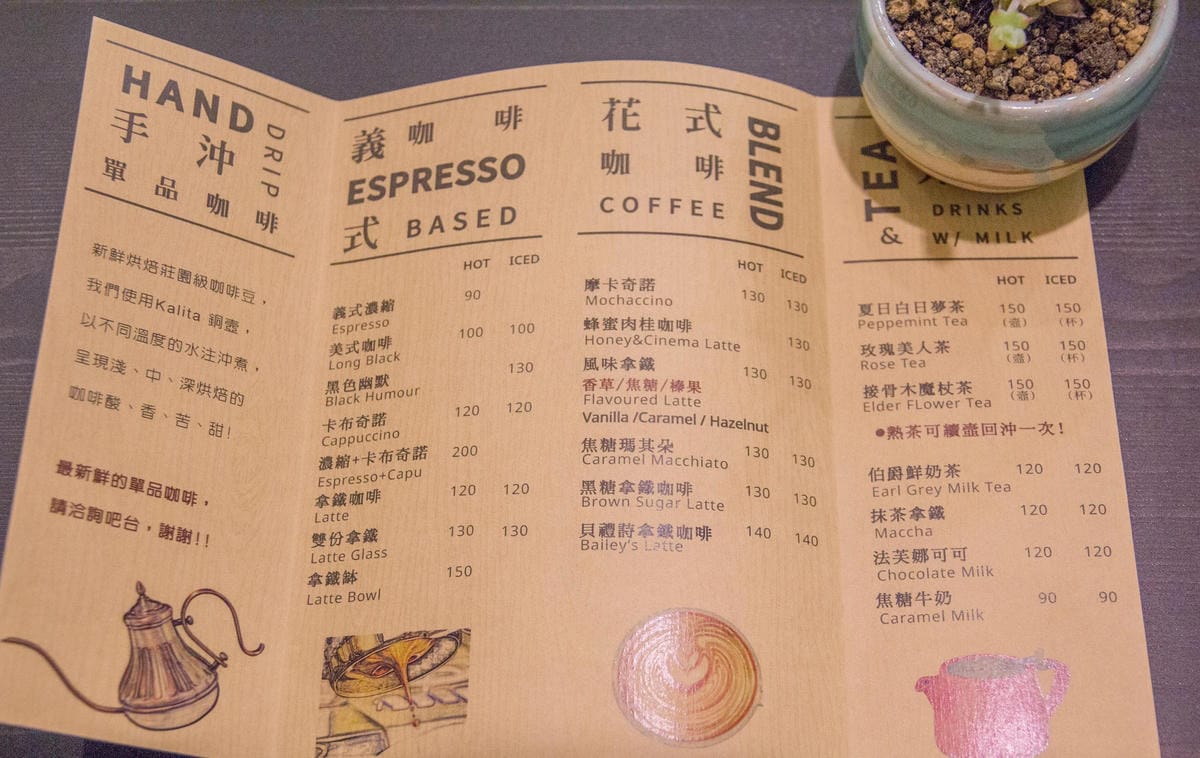 HAND
DRIP
手沖
單品咖啡
新鮮烘焙莊園級咖啡豆，
我們使用Kalita 銅壺，
以不同溫度的水注沖煮，
呈現淺、中、深烘焙的
咖啡酸、香、苦、甜!
最新鮮的單品咖啡，
請洽詢吧台，謝謝!!
義咖啡
ESPRESSO
式 BASED
HOT ICED
義式濃縮 90
Espresso
美式咖啡 100 100
Long Black
黑色幽默 130
Black Humour
卡布奇諾 120 120
Cappuccino
濃縮+卡布奇諾 200
Espresso+Capu
拿鐵咖啡 120 120
Latte
雙份拿鐵 130 130
Latte Glass
拿鐵缽 150
Latte Bowl
花式
咖啡
COFFEE
BLEND
HOT ICED
摩卡奇諾 130 130
Mochaccino
蜂蜜肉桂咖啡 130
Honey&Cinema Latte
風味拿鐵 130 130
香草/焦糖/榛果
Flavoured Latte
Vanilla /Caramel / Hazelnut
焦糖瑪其朵 130 130
Caramel Macchiato
黑糖拿鐵咖啡 130 130
Brown Sugar Latte
貝禮詩拿鐵咖啡 140 140
Bailey's Latte
TEA
&
DRINKS
W/ MILK
HOT ICED
夏日白日夢茶 150 150
Peppemint Tea (壺) (杯)
玫瑰美人茶 150 150
Rose Tea (壺) (杯)
接骨木魔杖茶 150 150
Elder FLower Tea (壺) (杯)
●熱茶可續壺回沖一次!
伯爵鮮奶茶 120 120
Earl Grey Milk Tea
抹茶拿鐵 120 120
Maccha
法芙娜可可 120 120
Chocolate Milk
焦糖牛奶 90 90
Caramel Milk